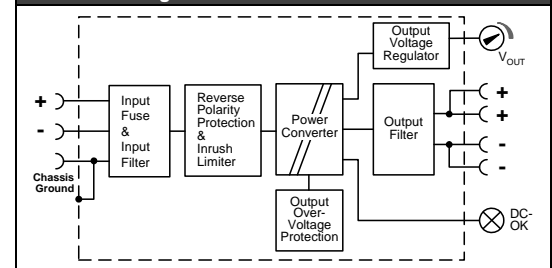 Output
Voltage
Regulator
VOUT
+
-
Chassis
Ground
Input
Fuse
&
Input
Filter
Reverse
Polarity
Protection
&
Inrush
Limiter
Power
Converter
Output
Filter
+
+
-
-
Output
Over-
Voltage
Protection
DC-
OK